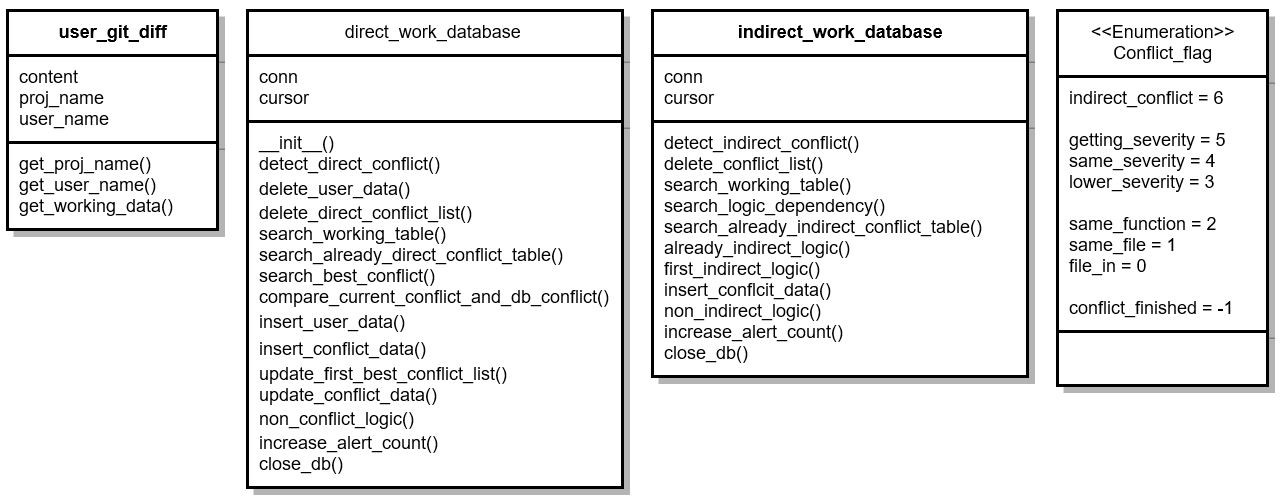 user_git_diff
content
proj_name
user_name
get_proj_name()
get_user_name()
get_working_data()
direct_work_database
conn
cursor
__init__()
detect_direct_conflict()
delete_user_data()
delete_direct_conflict_list()
search_working_table()
search_already_direct_conflict_table()
search_best_conflict()
compare_current_conflict_and_db_conflict()
insert_user_data()
insert_conflict_data()
update_first_best_conflict_list()
update_conflict_data()
non_conflict_logic()
increase_alert_count()
close_db()
indirect_work_database
conn
cursor
detect_indirect_conflict()
delete_conflict_list()
search_working_table()
search_logic_dependency()
search_already_indirect_conflict_table()
already_indirect_logic()
first_indirect_logic()
insert_conflcit_data()
non_indirect_logic()
increase_alert_count()
close_db()
<<Enumeration>>
Conflict_flag
indirect_conflict = 6
getting_severity = 5
same_severity = 4
lower_severity = 3
same_function = 2
same_file = 1
file_in = 0
conflict_finished = -1